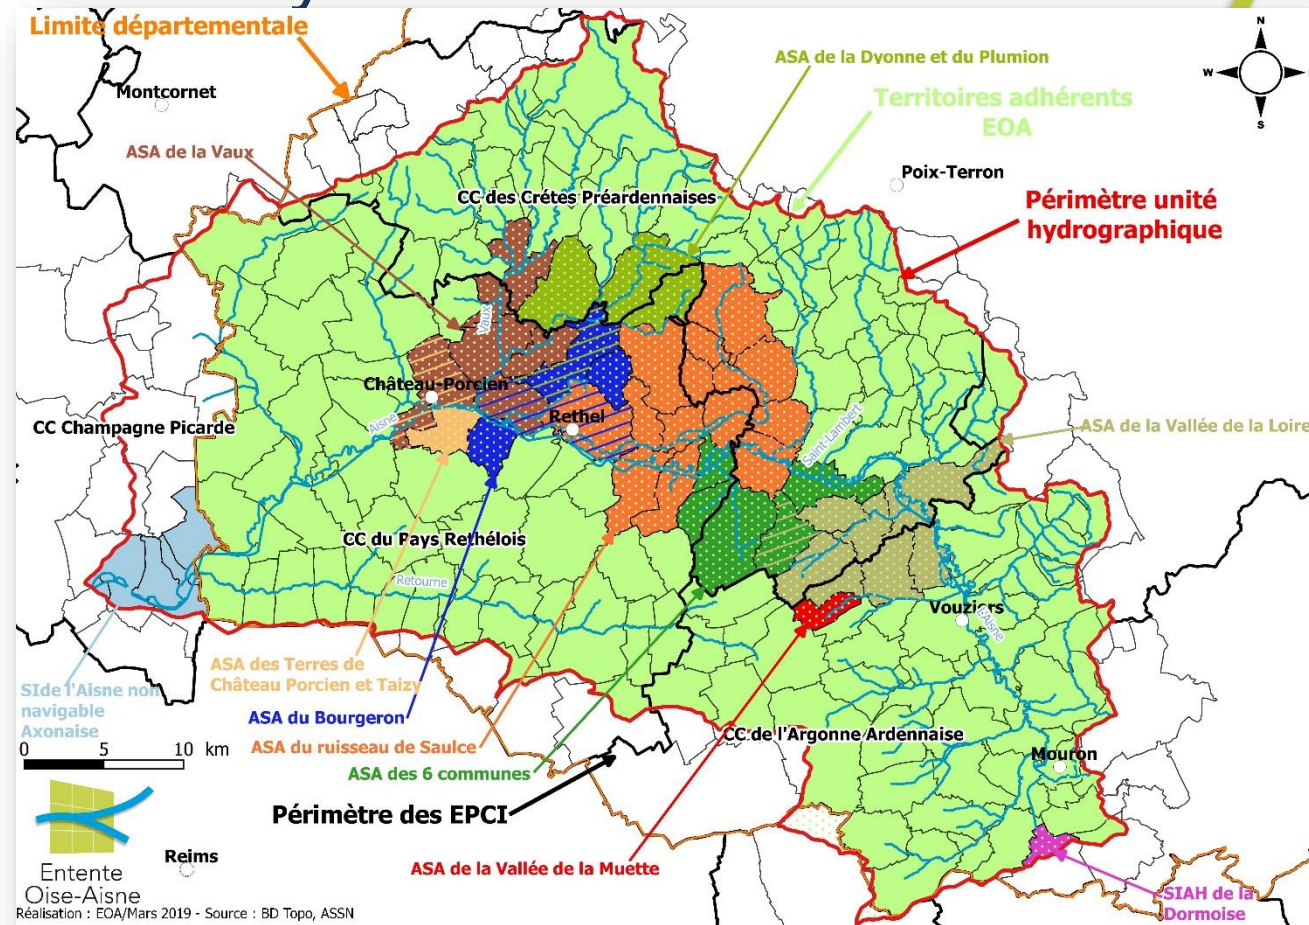 Limite départementale
N
W
S
Montcornet
ASA de la Dyonne et du Plumion
Territoires adhérents
EOA
ASA de la Vaux
Poix-Terron
CC des Crétes Préardennaises
Périmètre unité
hydrographique
Vaux
Château-Porcien
Aisne
Rethel
CC Champagne Picarde
ASA de la Vallée de la Loire
Saint-Lambert
CC du Pays Rethélois
Retourne
Vouziers
L'Aisne
ASA des Terres de
Château Porcien et Taizy
SIde l'Aisne non
navigable
Axonaise
ASA du Bourgeron
0 5 10 km
ASA du ruisseau de Saulce
CC de l'Argonne Ardennaise
Mouron
ASA des 6 communes
Périmètre des EPCI
Reims
ASA de la Vallée de la Muette
Entente
Oise-Aisne
SIAH de la
Dormoise
Réalisation : EOA/Mars 2019 - Source : BD Topo, ASSN